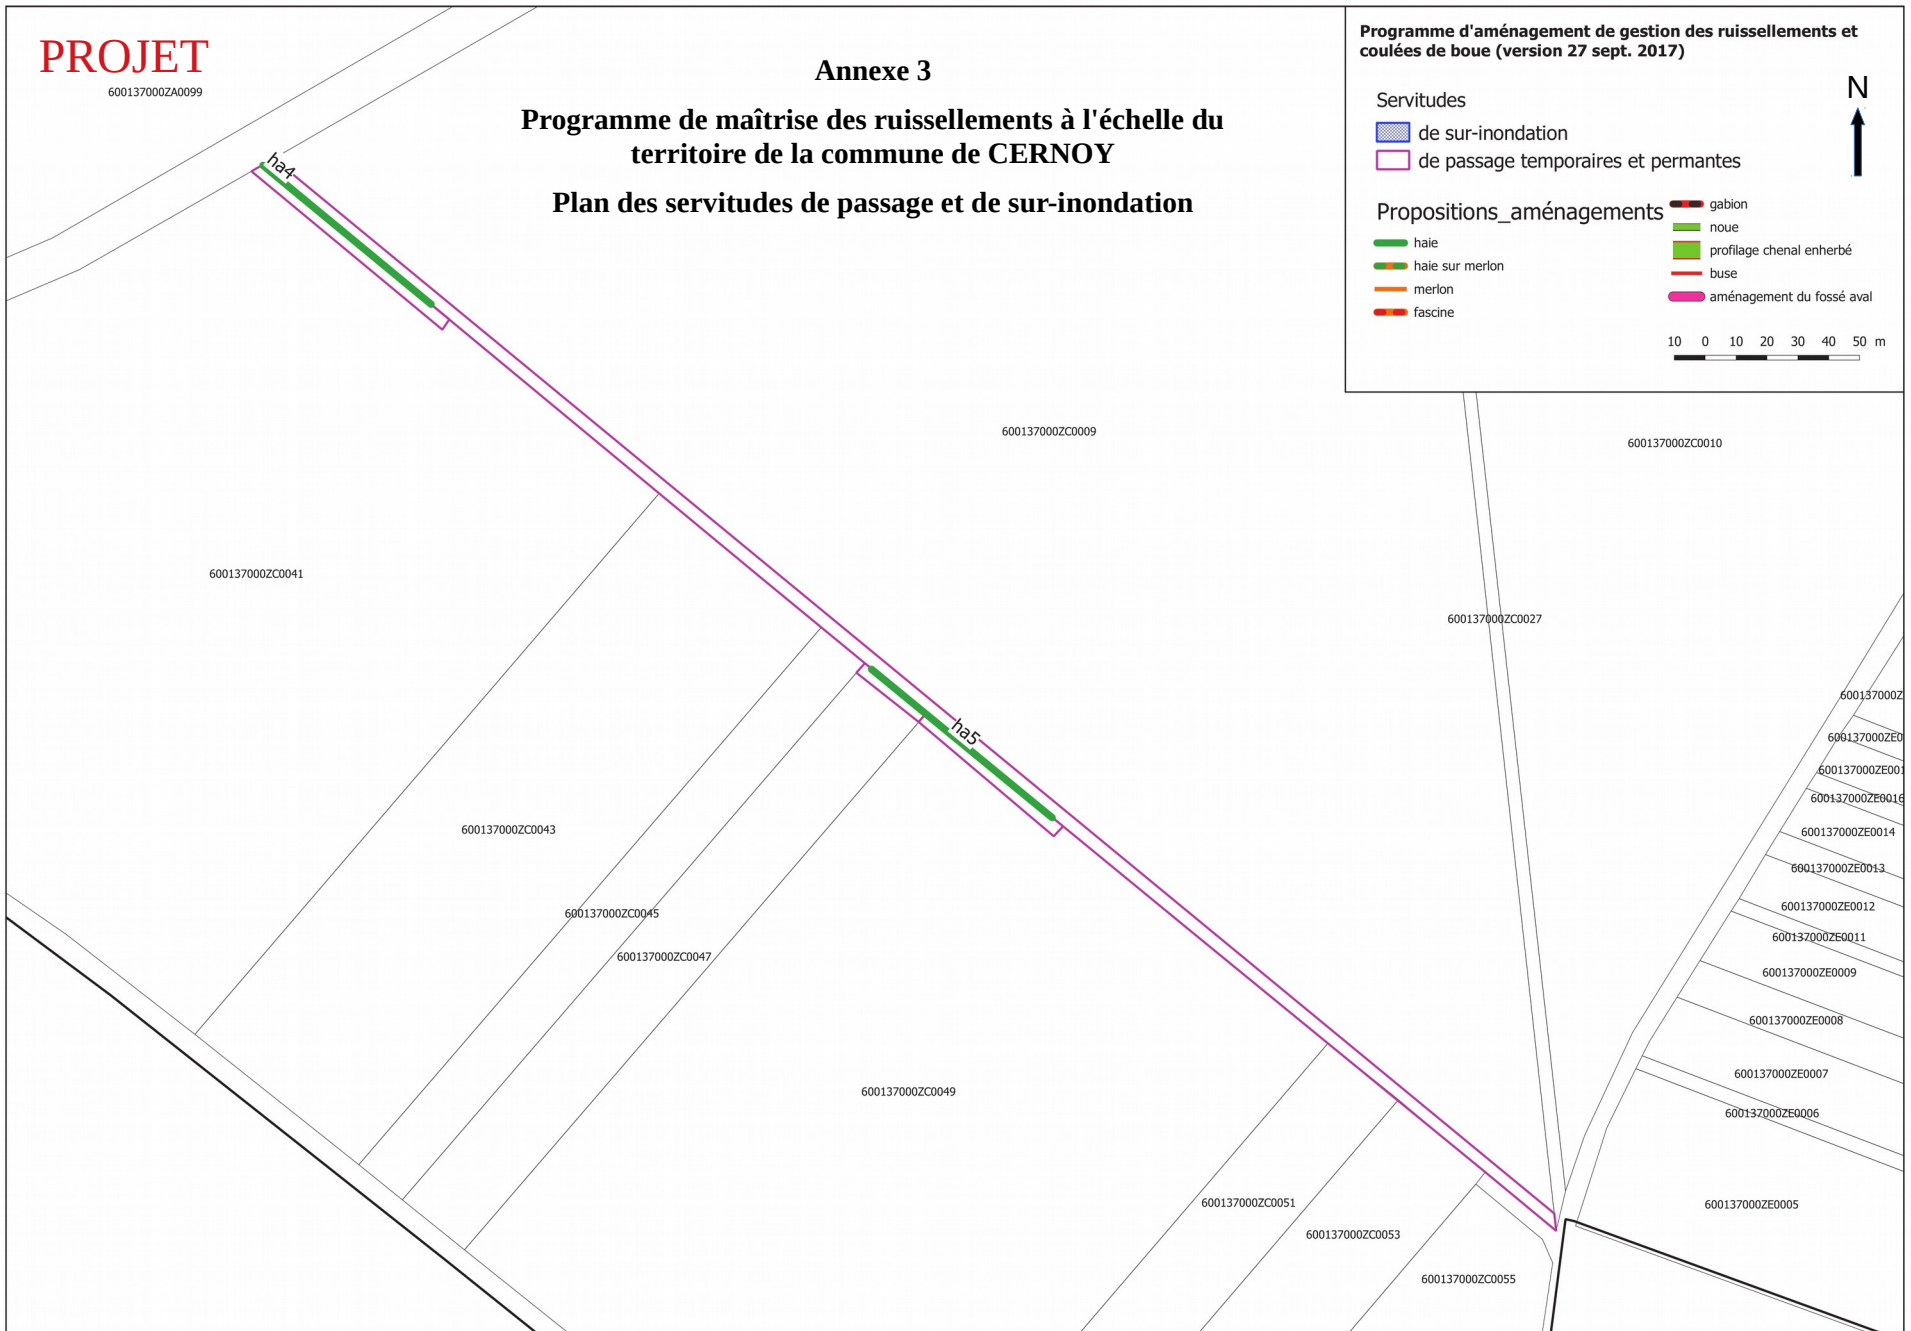 PROJET
600137000ZA0099
Annexe 3
Programme de maîtrise des ruissellements à l'échelle du
territoire de la commune de CERNOY
Plan des servitudes de passage et de sur-inondation
Programme d'aménagement de gestion des ruissellements et
coulées de boue (version 27 sept. 2017)
N
Servitudes
de sur-inondation
de passage temporaires et permantes
Propositions_aménagements
haie
haie sur merlon
merlon
fascine
gabion
noue
profilage chenal enherbé
buse
aménagement du fossé aval
10 0 10 20 30 40 50 m
ha4
600137000ZC0009
600137000ZC0010
600137000ZC0041
600137000ZC0027
600137000Z
ha5
600137000ZE0
600137000ZE001
600137000ZE0016
600137000ZC0043
600137000ZE0014
600137000ZE0013
600137000ZC0045
600137000ZE0012
600137000ZE0011
600137000ZC0047
600137000ZE0009
600137000ZE0008
600137000ZE0007
600137000ZC0049
600137000ZE0006
600137000ZC0051
600137000ZE0005
600137000ZC0053
600137000ZC0055